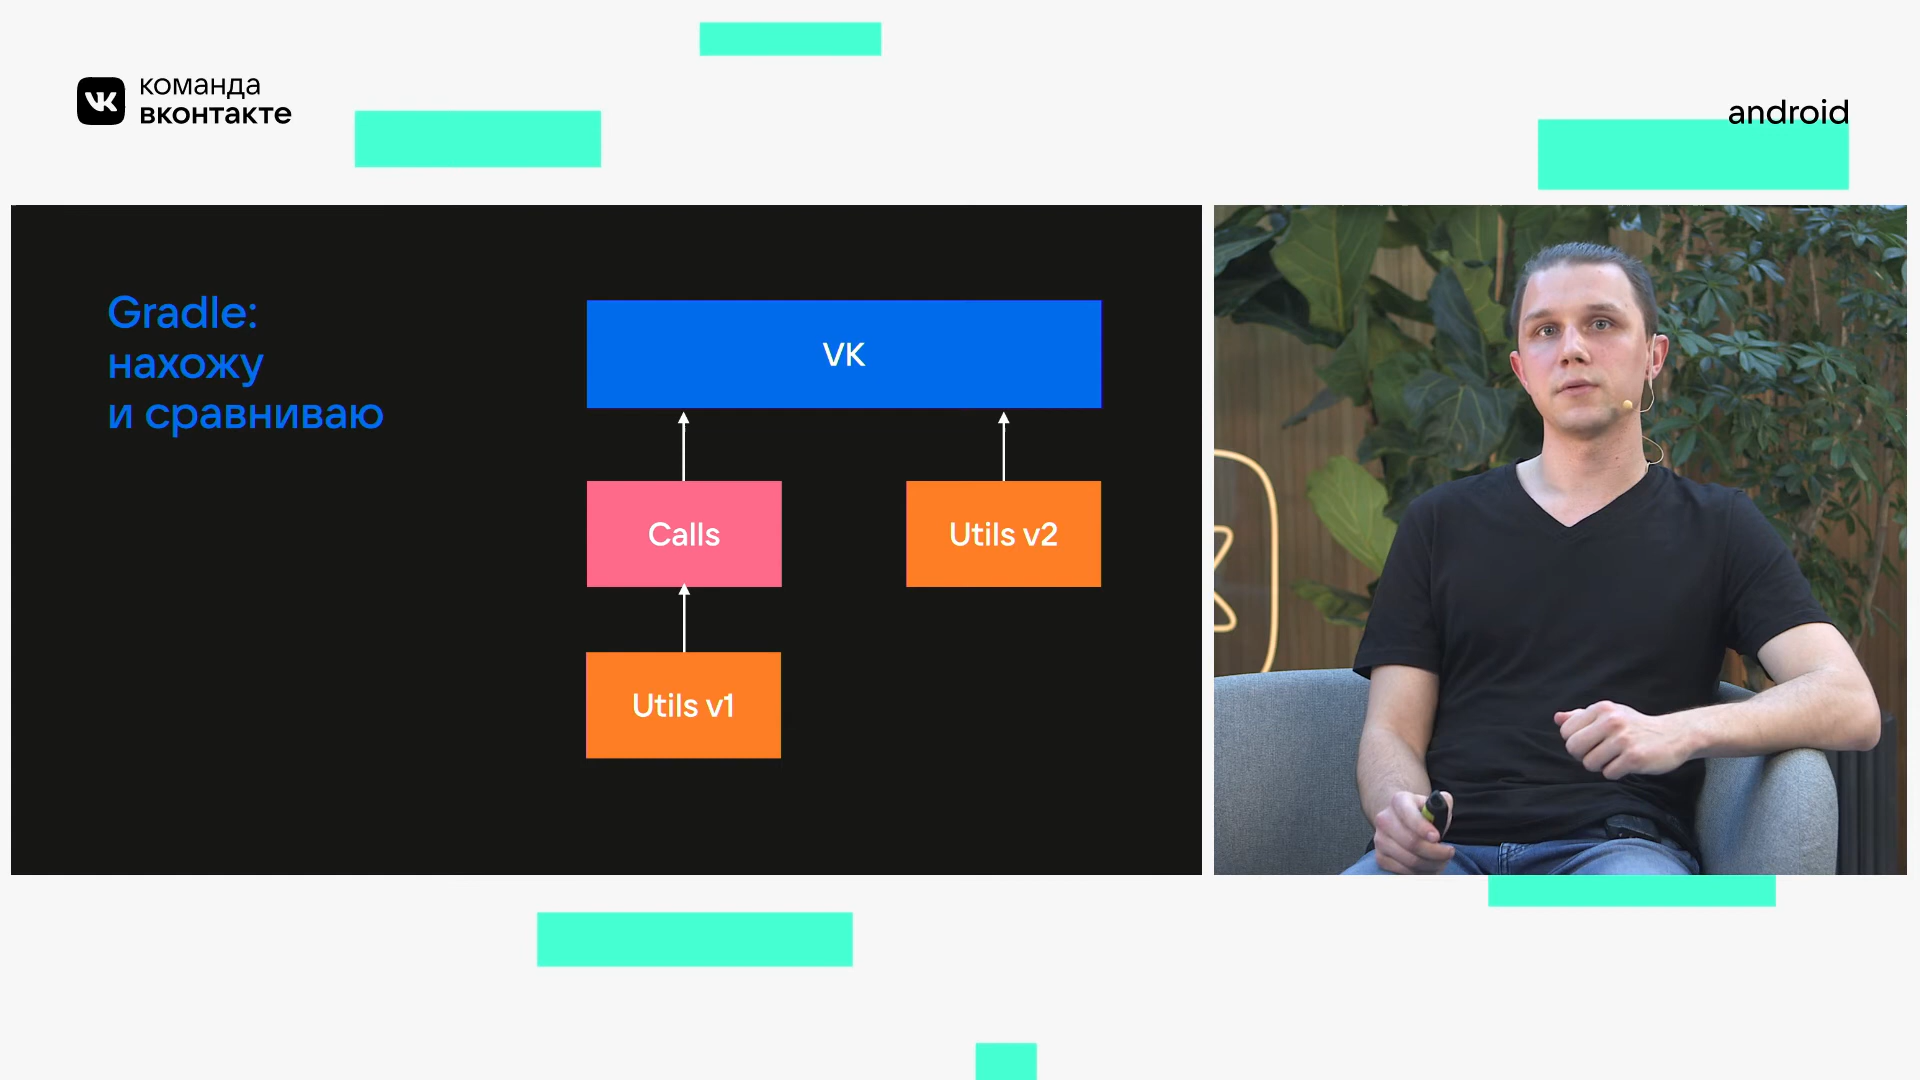 команда
вконтакте
android
Gradle:
нахожу
и сравниваю
VK
Calls
Utils v2
Utils v1